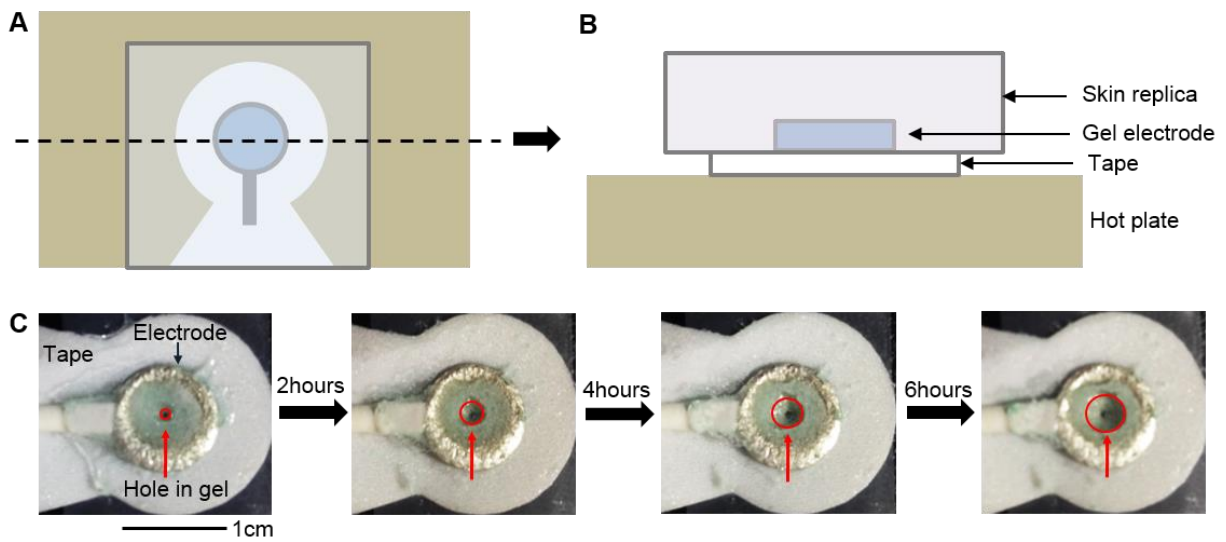 A
B
Skin replica
Gel electrode
Tape
Hot plate
C
Electrode
Tape
2hours
4hours
6hours
Hole in gel
1cm